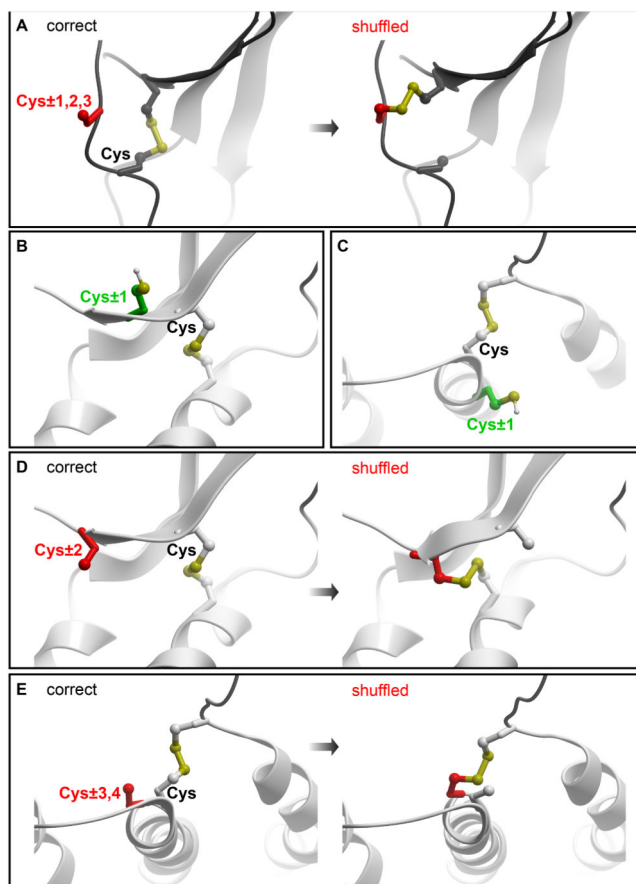 A correct shuffled
Cys±1,2,3
Cys
B C
Cys±1
Cys
Cys
Cys±1
D correct shuffled
Cys±2
Cys
E correct shuffled
Cys±3,4
Cys